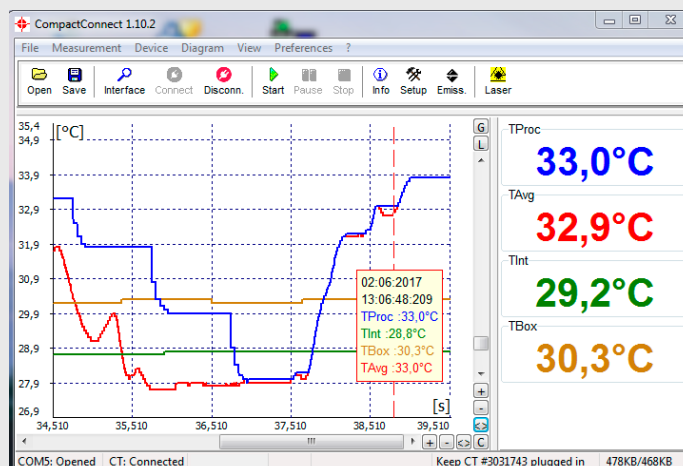 CompactConnect 1.10.2
File Measurement Device Diagram View Preferences ?
Open Save Interface Connect Disconn. Start Pause Stop Info Setup Emiss. Laser
[°C]
35,4
34,9
33,9
32,9
31,9
30,9
29,9
28,9
27,9
26,9
34,510 35,510 36,510 37,510 38,510 39,510
[s]
02:06:2017
13:06:48:209
TProc :33,0°C
TInt :28,8°C
TBox :30,3°C
TAvg :33,0°C
G
L
+
-
<>
+ - <> C
TProc
33,0°C
TAvg
32,9°C
TInt
29,2°C
TBox
30,3°C
COM5: Opened CT: Connected Keep CT #3031743 plugged in 478KB/468KB